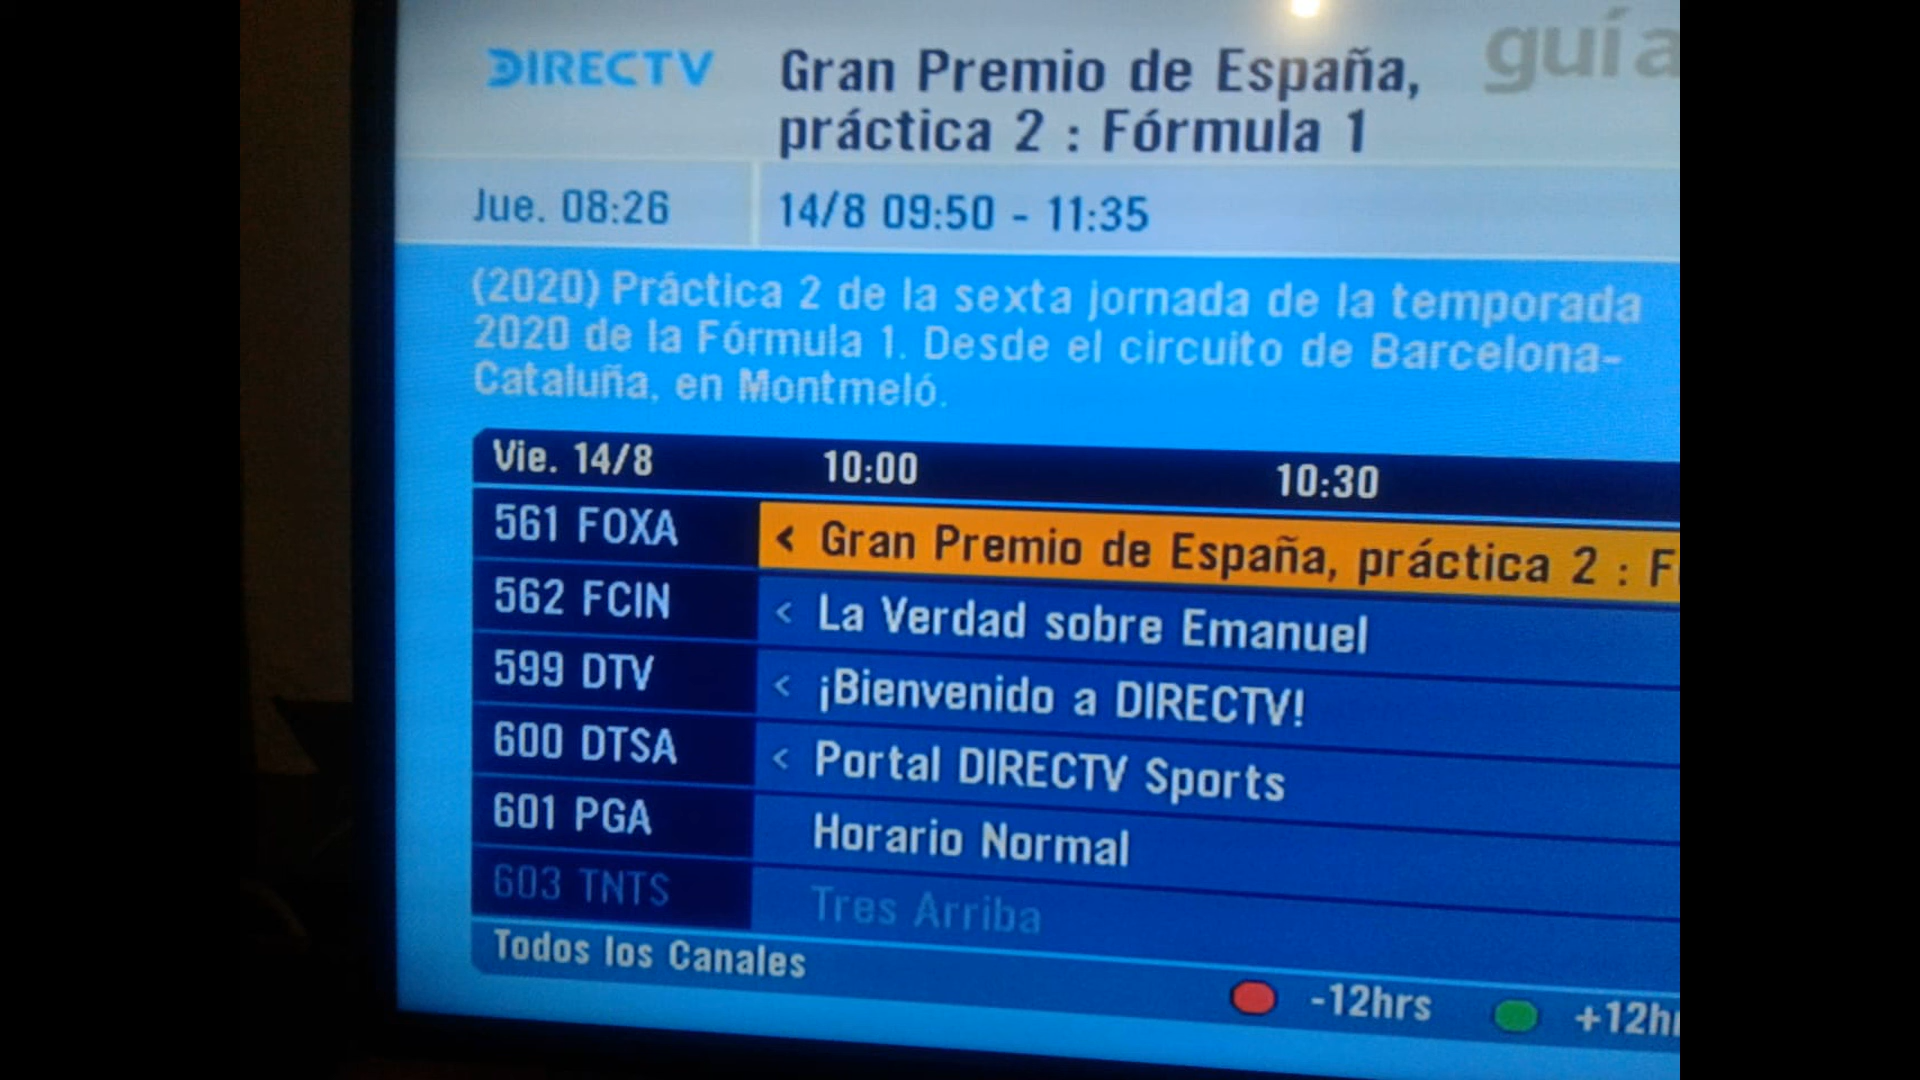 DIRECTV
Gran Premio de España,
práctica 2 : Fórmula 1
guía
Jue. 08:26
14/8 09:50 - 11:35
(2020) Práctica 2 de la sexta jornada de la temporada
2020 de la Fórmula 1. Desde el circuito de Barcelona-
Cataluña, en Montmeló.
Vie. 14/8 10:00 10:30
561 FOXA < Gran Premio de España, práctica 2 : F
562 FCIN < La Verdad sobre Emanuel
599 DTV < ¡Bienvenido a DIRECTV!
600 DTSA < Portal DIRECTV Sports
601 PGA Horario Normal
603 TNTS Tres Arriba
Todos los Canales
-12hrs +12h